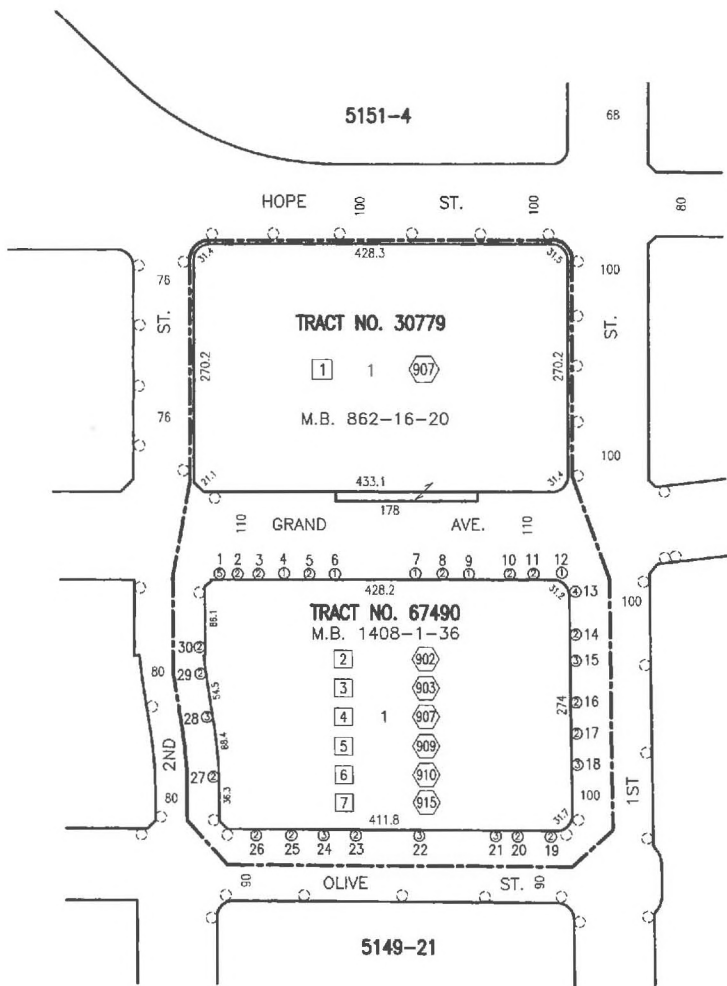 5151-4
68
HOPE 100 ST. 100
80
31.4 428.3 31.5
76 100
ST. ST.
TRACT NO. 30779
270.2 1 1 907 270.2
76 M.B. 862-16-20
100
21.1 433.1 31.4
178
110 GRAND AVE. 110
1 2 3 4 5 6 7 8 9 10 11 12
5 2 2 1 2 1 1 2 1 2 2 1
428.2 31.2 4 13
100
86.1 TRACT NO. 67490
M.B. 1408-1-36
30 2 2 14
2 902 3 15
80 29 2
54.5 3 903
274 2 16
28 3 4 1 907
2 17
68.4 5 909
2ND 3 18
27 2 6 910
80 36.3 7 915 100 1ST
31.7
411.8
2 2 3 2 3 3 2 2
26 25 24 23 22 21 20 19
90 OLIVE ST. 90
5149-21